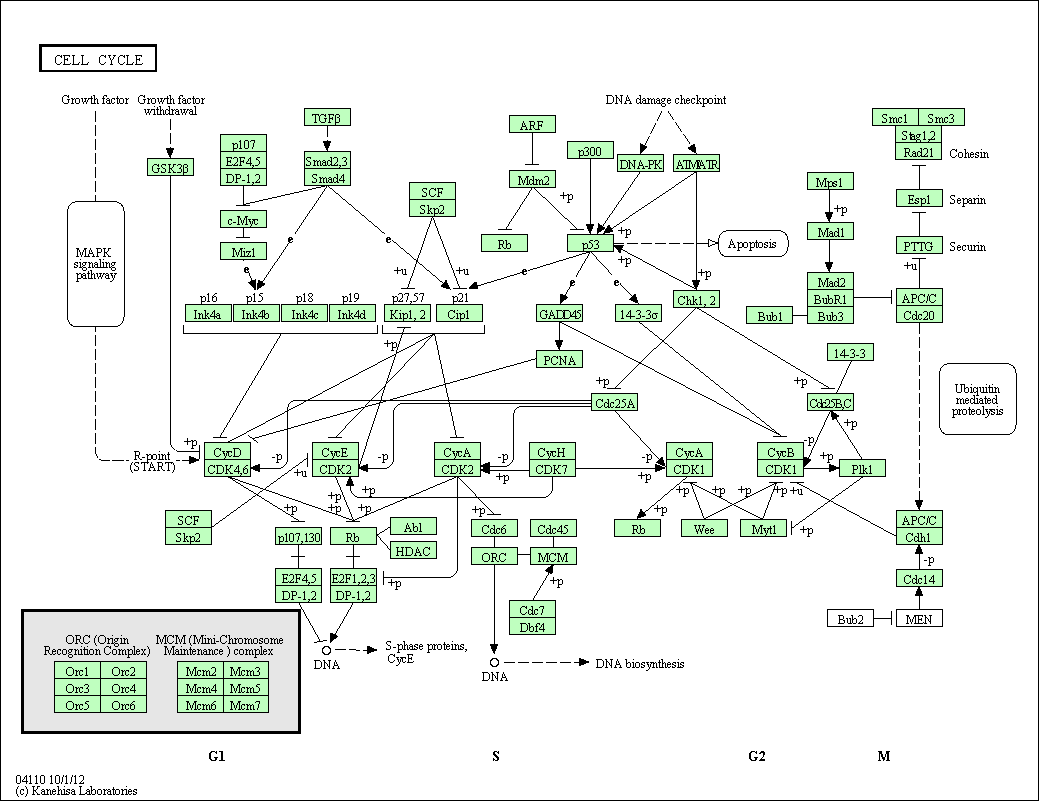 CELL CYCLE
Growth factor
Growth factor
withdrawal
TGFβ
ARF
DNA damage checkpoint
Smc1
Smc3
Stag1,2
Rad21
Cohesin
p107
E2F4,5
DP-1,2
GSK3β
Smad2,3
Smad4
p300
DNA-PK
ATMATR
Mdm2
+p
Mps1
+p
SCF
Skp2
Esp1
Separin
c-Myc
Miz1
e
e
e
Rb
p53
+p
+p
Apoptosis
Mad1
PTTG
Securin
+u
MAPK
signaling
pathway
+u
+u
e
e
e
+p
Mad2
BubR1
Bub3
Bub1
APC/C
Cdc20
p16
Ink4a
p15
Ink4b
p18
Ink4c
p19
Ink4d
p27,57
Kip1, 2
p21
Cip1
GADD45
14-3-3σ
Chk1, 2
+p
PCNA
14-3-3
+p
+p
Cdc25A
Cdc25B,C
+p
Ubiquitin
mediated
proteolysis
R-point
(START)
+p
CycD
CDK4,6
-p
+u
CycE
CDK2
-p
+p
CycA
CDK2
-p
+p
CycH
CDK7
-p
+p
CycA
CDK1
CycB
CDK1
-p
+p
Plk1
+p
+p
+p
+p
+p
+p
+p
+p
+u
SCF
Skp2
p107,130
Rb
Abl
HDAC
Cdc6
Cdc45
ORC
MCM
Rb
Wee
Myt1
+p
APC/C
Cdh1
-p
E2F4,5
DP-1,2
E2F1,2,3
DP-1,2
+p
+p
Cdc7
Dbf4
Cdc14
Bub2
MEN
DNA
S-phase proteins,
CycE
DNA
DNA biosynthesis
ORC (Origin
Recognition Complex)
MCM (Mini-Chromosome
Maintenance ) complex
Orc1
Orc2
Orc3
Orc4
Orc5
Orc6
Mcm2
Mcm3
Mcm4
Mcm5
Mcm6
Mcm7
G1
S
G2
M
04110 10/1/12
(c) Kanehisa Laboratories